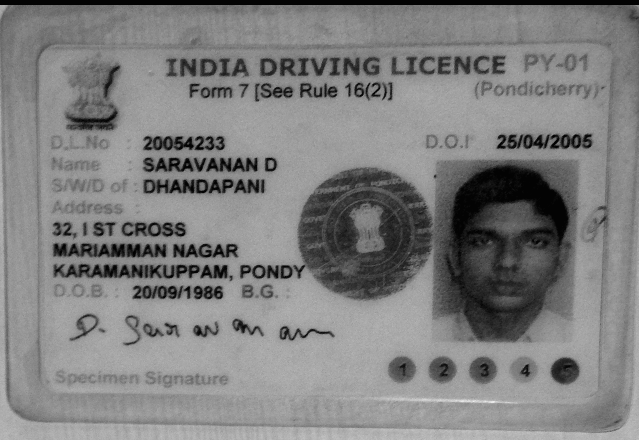 INDIA DRIVING LICENCE PY-01
Form 7 [See Rule 16(2)] (Pondicherry)
D.L.No : 20054233 D.O.I 25/04/2005
Name : SARAVANAN D
S/W/D of : DHANDAPANI
Address :
32, I ST CROSS
MARIAMMAN NAGAR
KARAMANIKUPPAM, PONDY
D.O.B. : 20/09/1986 B.G. :
D. Saravanan
Specimen Signature
1 2 3 4 5